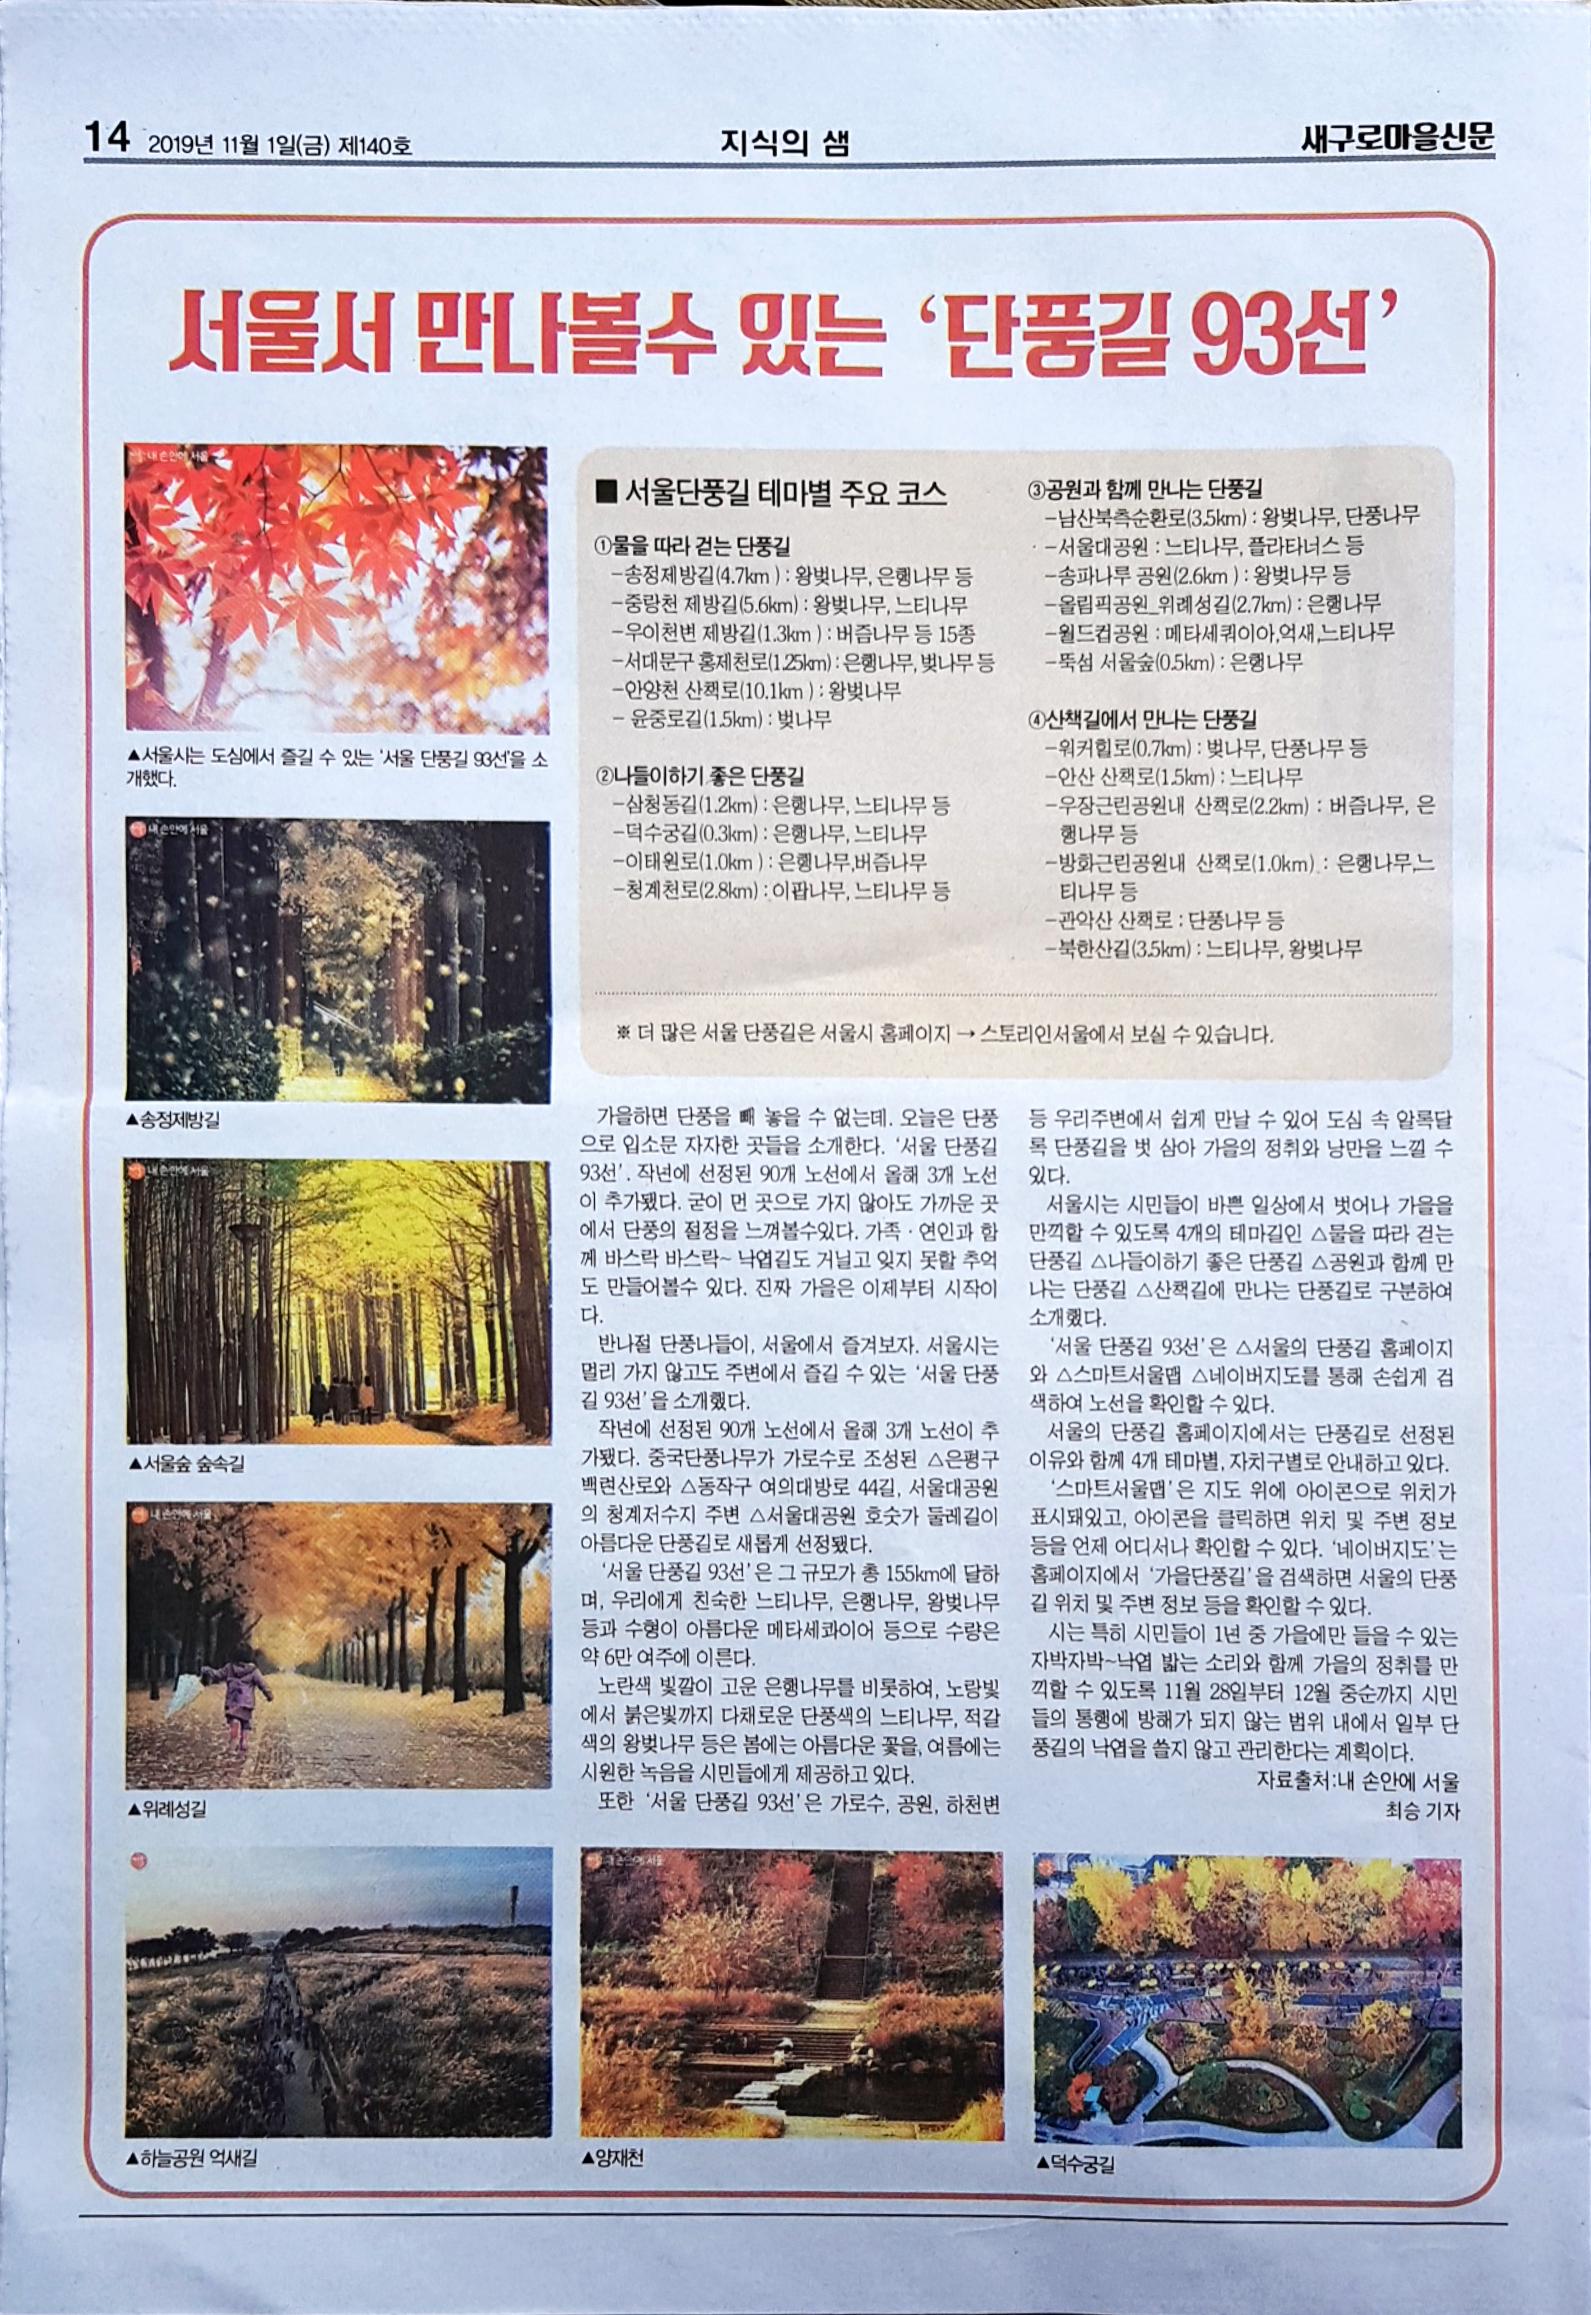 14 2019년 11월 1일(금) 제140호
지식의 샘
새구로마을신문
서울서 만나볼수 있는 ‘단풍길 93선’
내 손안에 서울
▲서울시는 도심에서 즐길 수 있는 ‘서울 단풍길 93선’을 소
개했다.
내 손안에 서울
▲송정제방길
내 손안에 서울
▲서울숲 숲속길
내 손안에 서울
▲위례성길
■ 서울단풍길 테마별 주요 코스
①물을 따라 걷는 단풍길
-송정제방길(4.7km ) : 왕벚나무, 은행나무 등
-중랑천 제방길(5.6km) : 왕벚나무, 느티나무
-우이천변 제방길(1.3km ) : 버즘나무 등 15종
-서대문구 홍제천로(1.25km) : 은행나무, 벚나무 등
-안양천 산책로(10.1km ) : 왕벚나무
- 윤중로길(1.5km) : 벚나무
②나들이하기 좋은 단풍길
-삼청동길(1.2km) : 은행나무, 느티나무 등
-덕수궁길(0.3km) : 은행나무, 느티나무
-이태원로(1.0km ) : 은행나무,버즘나무
-청계천로(2.8km) : 이팝나무, 느티나무 등
③공원과 함께 만나는 단풍길
-남산북측순환로(3.5km) : 왕벚나무, 단풍나무
-서울대공원 : 느티나무, 플라타너스 등
-송파나루 공원(2.6km ) : 왕벚나무 등
-올림픽공원_위례성길(2.7km) : 은행나무
-월드컵공원 : 메타세쿼이아,억새,느티나무
-뚝섬 서울숲(0.5km) : 은행나무
④산책길에서 만나는 단풍길
-워커힐로(0.7km) : 벚나무, 단풍나무 등
-안산 산책로(1.5km) : 느티나무
-우장근린공원내 산책로(2.2km) : 버즘나무, 은
행나무 등
-방화근린공원내 산책로(1.0km) : 은행나무,느
티나무 등
-관악산 산책로 : 단풍나무 등
-북한산길(3.5km) : 느티나무, 왕벚나무
※ 더 많은 서울 단풍길은 서울시 홈페이지 → 스토리인서울에서 보실 수 있습니다.
가을하면 단풍을 빼 놓을 수 없는데. 오늘은 단풍
으로 입소문 자자한 곳들을 소개한다. ‘서울 단풍길
93선’. 작년에 선정된 90개 노선에서 올해 3개 노선
이 추가됐다. 굳이 먼 곳으로 가지 않아도 가까운 곳
에서 단풍의 절정을 느껴볼수있다. 가족·연인과 함
께 바스락 바스락~ 낙엽길도 거닐고 잊지 못할 추억
도 만들어볼수 있다. 진짜 가을은 이제부터 시작이
다.
반나절 단풍나들이, 서울에서 즐겨보자. 서울시는
멀리 가지 않고도 주변에서 즐길 수 있는 ‘서울 단풍
길 93선’을 소개했다.
작년에 선정된 90개 노선에서 올해 3개 노선이 추
가됐다. 중국단풍나무가 가로수로 조성된 △은평구
백련산로와 △동작구 여의대방로 44길, 서울대공원
의 청계저수지 주변 △서울대공원 호숫가 둘레길이
아름다운 단풍길로 새롭게 선정됐다.
‘서울 단풍길 93선’은 그 규모가 총 155km에 달하
며, 우리에게 친숙한 느티나무, 은행나무, 왕벚나무
등과 수형이 아름다운 메타세콰이어 등으로 수량은
약 6만 여주에 이른다.
노란색 빛깔이 고운 은행나무를 비롯하여, 노랑빛
에서 붉은빛까지 다채로운 단풍색의 느티나무, 적갈
색의 왕벚나무 등은 봄에는 아름다운 꽃을, 여름에는
시원한 녹음을 시민들에게 제공하고 있다.
또한 ‘서울 단풍길 93선’은 가로수, 공원, 하천변
등 우리주변에서 쉽게 만날 수 있어 도심 속 알록달
록 단풍길을 벗 삼아 가을의 정취와 낭만을 느낄 수
있다.
서울시는 시민들이 바쁜 일상에서 벗어나 가을을
만끽할 수 있도록 4개의 테마길인 △물을 따라 걷는
단풍길 △나들이하기 좋은 단풍길 △공원과 함께 만
나는 단풍길 △산책길에 만나는 단풍길로 구분하여
소개했다.
‘서울 단풍길 93선’은 △서울의 단풍길 홈페이지
와 △스마트서울맵 △네이버지도를 통해 손쉽게 검
색하여 노선을 확인할 수 있다.
서울의 단풍길 홈페이지에서는 단풍길로 선정된
이유와 함께 4개 테마별, 자치구별로 안내하고 있다.
‘스마트서울맵’은 지도 위에 아이콘으로 위치가
표시돼있고, 아이콘을 클릭하면 위치 및 주변 정보
등을 언제 어디서나 확인할 수 있다. ‘네이버지도’는
홈페이지에서 ‘가을단풍길’을 검색하면 서울의 단풍
길 위치 및 주변 정보 등을 확인할 수 있다.
시는 특히 시민들이 1년 중 가을에만 들을 수 있는
자박자박~낙엽 밟는 소리와 함께 가을의 정취를 만
끽할 수 있도록 11월 28일부터 12월 중순까지 시민
들의 통행에 방해가 되지 않는 범위 내에서 일부 단
풍길의 낙엽을 쓸지 않고 관리한다는 계획이다.
자료출처:내 손안에 서울
최승 기자
▲하늘공원 억새길
내 손안에 서울
▲양재천
▲덕수궁길